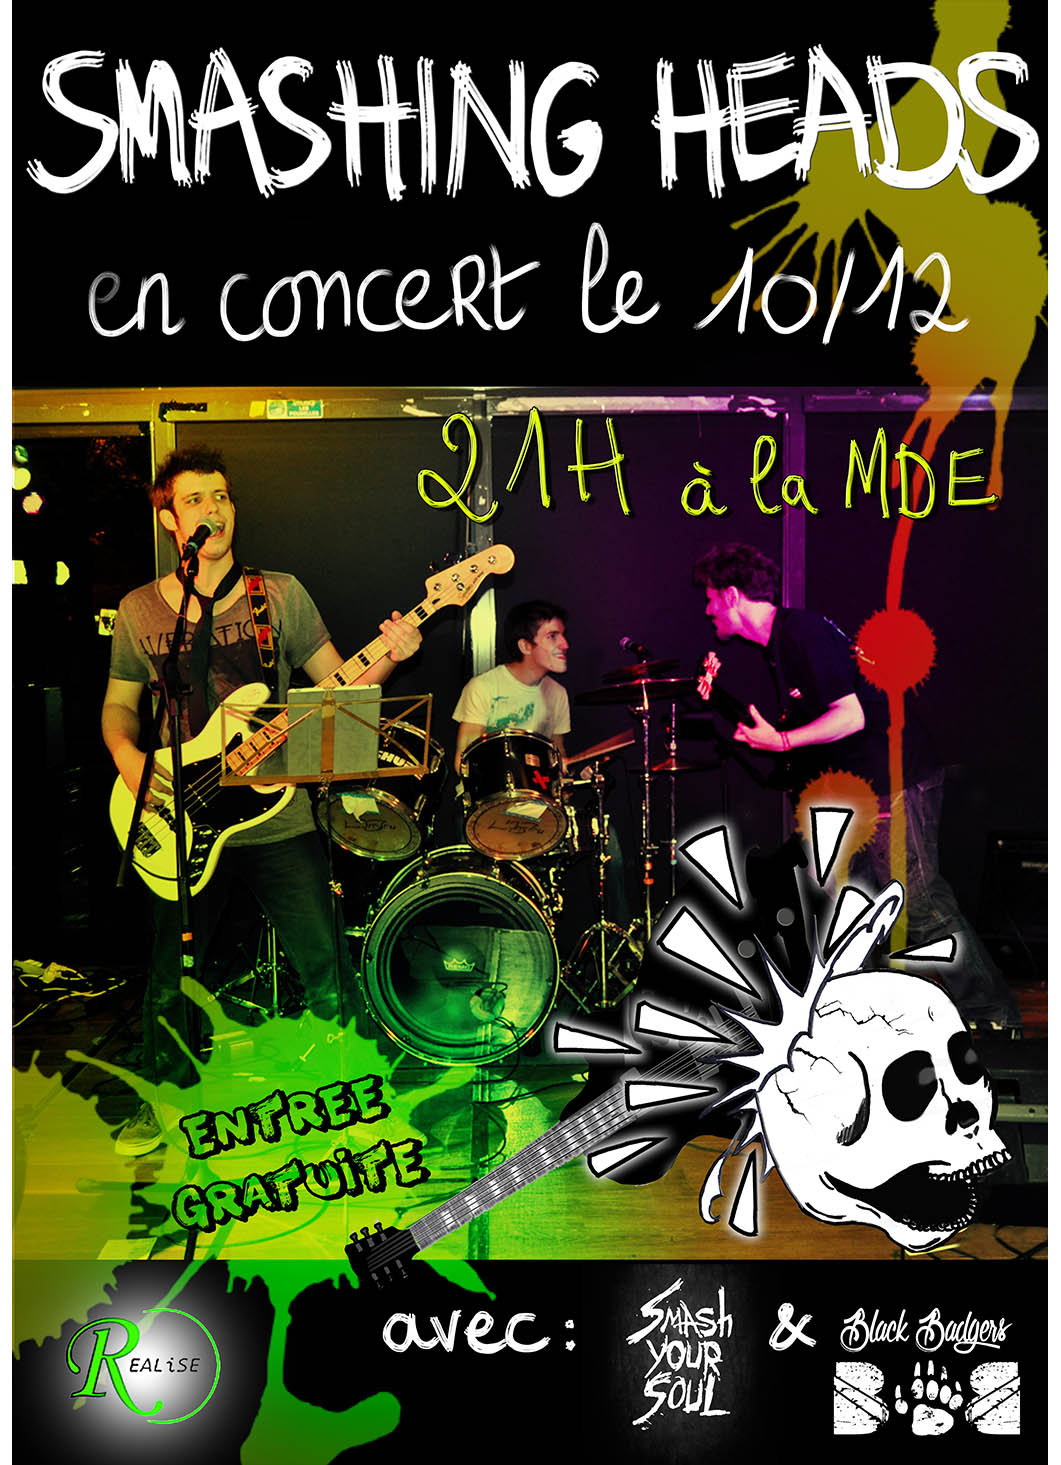 SMASHING HEADS
en concert le 10/12
21H à la MDE
ENTREE
GRATUiTE
REALiSE
avec :
SMASH
YOUR
SOUL
&
Black Badgers
B B